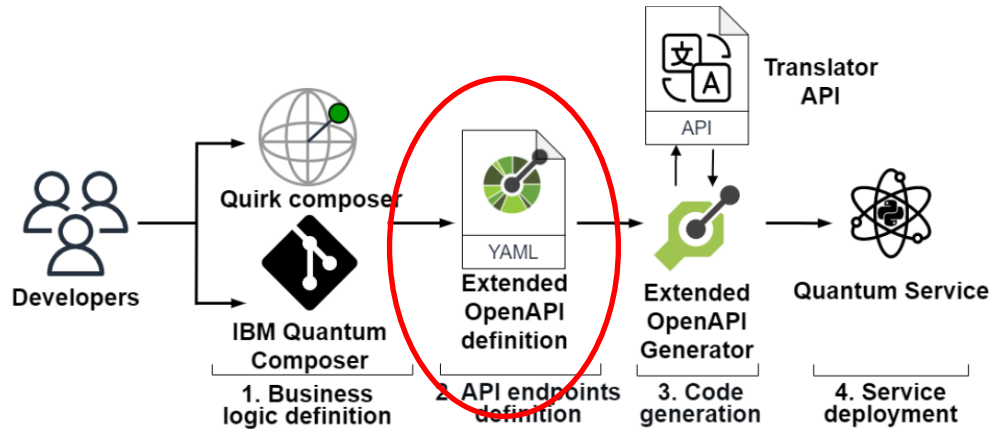 文
A
API
Translator
API
Quirk composer
YAML
Developers
IBM Quantum
Composer
Extended
OpenAPI
definition
Extended
OpenAPI
Generator
Quantum Service
1. Business
logic definition
2. API endpoints
definition
3. Code
generation
4. Service
deployment